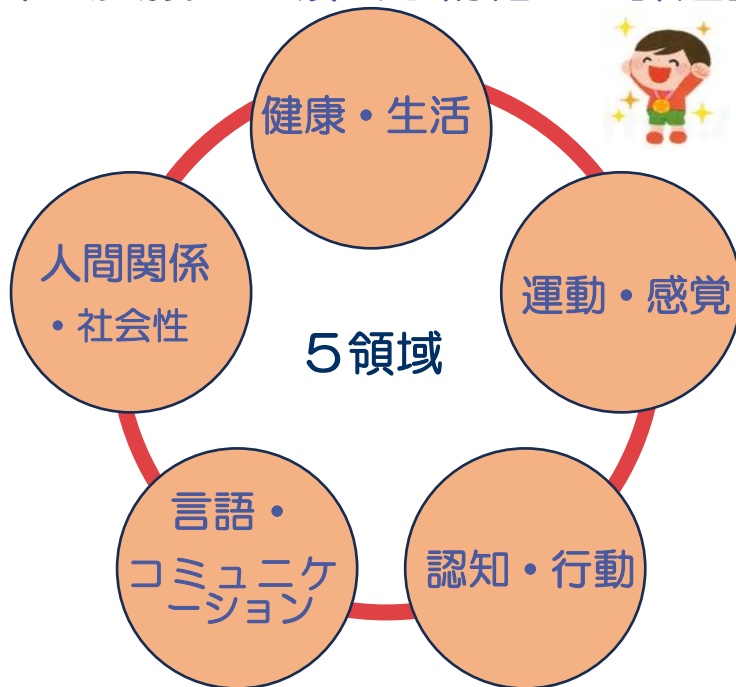 健康・生活
運動・感覚
人間関係
・社会性
5領域
言語・
コミュニケ
ーション
認知・行動